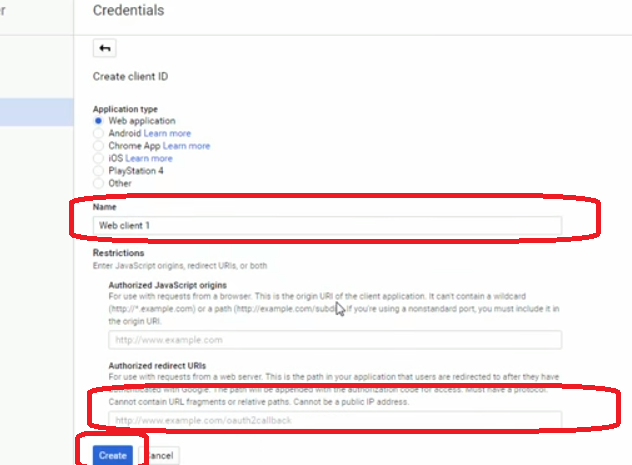 r
Credentials
Create client ID
Application type
Web application
Android Learn more
Chrome App Learn more
iOS Learn more
PlayStation 4
Other
Name
Web client 1
Restrictions
Enter JavaScript origins, redirect URIs, or both
Authorized JavaScript origins
For use with requests from a browser. This is the origin URI of the client application. It can't contain a wildcard
(http://*.example.com) or a path (http://example.com/subd If you're using a nonstandard port, you must include it in
the origin URI.
http://www.example.com
Authorized redirect URIs
For use with requests from a web server. This is the path in your application that users are redirected to after they have
authenticated with Google. The path will be appended with the authorization code for access. Must have a protocol.
Cannot contain URL fragments or relative paths. Cannot be a public IP address.
http://www.example.com/oauth2callback
Create Cancel